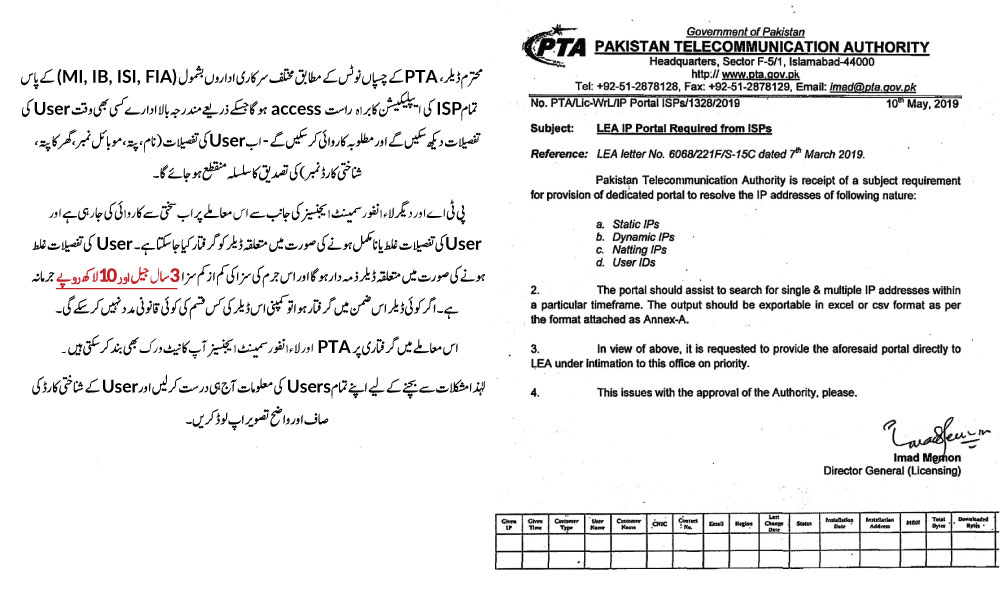 محترم ڈیلر، PTA کے چسپاں نوٹس کے مطابق مختلف سرکاری اداروں بشمول (MI, IB, ISI, FIA) کے پاس
تمام ISP کی ایپلیکیشن کا براہ راست access ہوگا جسکے ذریعے مندرجہ بالا ادارے کسی بھی وقت User کی
تفصیلات دیکھ سکیں گے اور مطلوبہ کاروائی کر سکیں گے - اب User کی تفصیلات (نام، پتہ، موبائل نمبر، گھر کا پتہ،
شناختی کارڈ نمبر) کی تصدیق کا سلسلہ منقطع ہو جائے گا۔
پی ٹی اے اور دیگر لاء انفورسمینٹ ایجنسیز کی جانب سے اس معاملے پر اب سختی سے کاروائی کی جارہی ہے اور
User کی تفصیلات غلط یا نا مکمل ہونے کی صورت میں متعلقہ ڈیلر کو گرفتار کیا جا سکتا ہے۔ User کی تفصیلات غلط
ہونے کی صورت میں متعلقہ ڈیلر ذمہ دار ہوگا اور اس جرم کی سزا کی کم از کم سزا 3 سال جیل اور 10 لاکھ روپے جرمانہ
ہے۔ اگر کوئی ڈیلر اس ضمن میں گرفتار ہوا تو کمپنی اس ڈیلر کی کس قسم کی کوئی قانونی مدد نہیں کر سکے گی۔
اس معاملے میں گرفتاری پر PTA اور لاء انفورسمینٹ ایجنسیز آپ کا نیٹ ورک بھی بند کر سکتی ہیں۔
لہٰذا مشکلات سے بچنے کے لیے اپنے تمام Users کی معلومات آج ہی درست کر لیں اور User کے شناختی کارڈ کی
صاف اور واضح تصویر اپ لوڈ کریں۔
PTA
Government of Pakistan
PAKISTAN TELECOMMUNICATION AUTHORITY
Headquarters, Sector F-5/1, Islamabad-44000
http:// www.pta.gov.pk
Tel: +92-51-2878128, Fax: +92-51-2878129, Email: imad@pta.gov.pk
No. PTA/Lic-WrL/IP Portal ISPs/1328/2019 10th May, 2019
Subject: LEA IP Portal Required from ISPs
Reference: LEA letter No. 6068/221F/S-15C dated 7th March 2019.
Pakistan Telecommunication Authority is receipt of a subject requirement
for provision of dedicated portal to resolve the IP addresses of following nature:
a. Static IPs
b. Dynamic IPs
c. Natting IPs
d. User IDs
2. The portal should assist to search for single & multiple IP addresses within
a particular timeframe. The output should be exportable in excel or csv format as per
the format attached as Annex-A.
3. In view of above, it is requested to provide the aforesaid portal directly to
LEA under intimation to this office on priority.
4. This issues with the approval of the Authority, please.
Imad Memon
Director General (Licensing)
Given IP Given Time Customer Type User Name Customer Name CNIC Contact No. Email Region Last Change Date Status Installation Date Installation Address MDN Total Bytes Downloaded Bytes